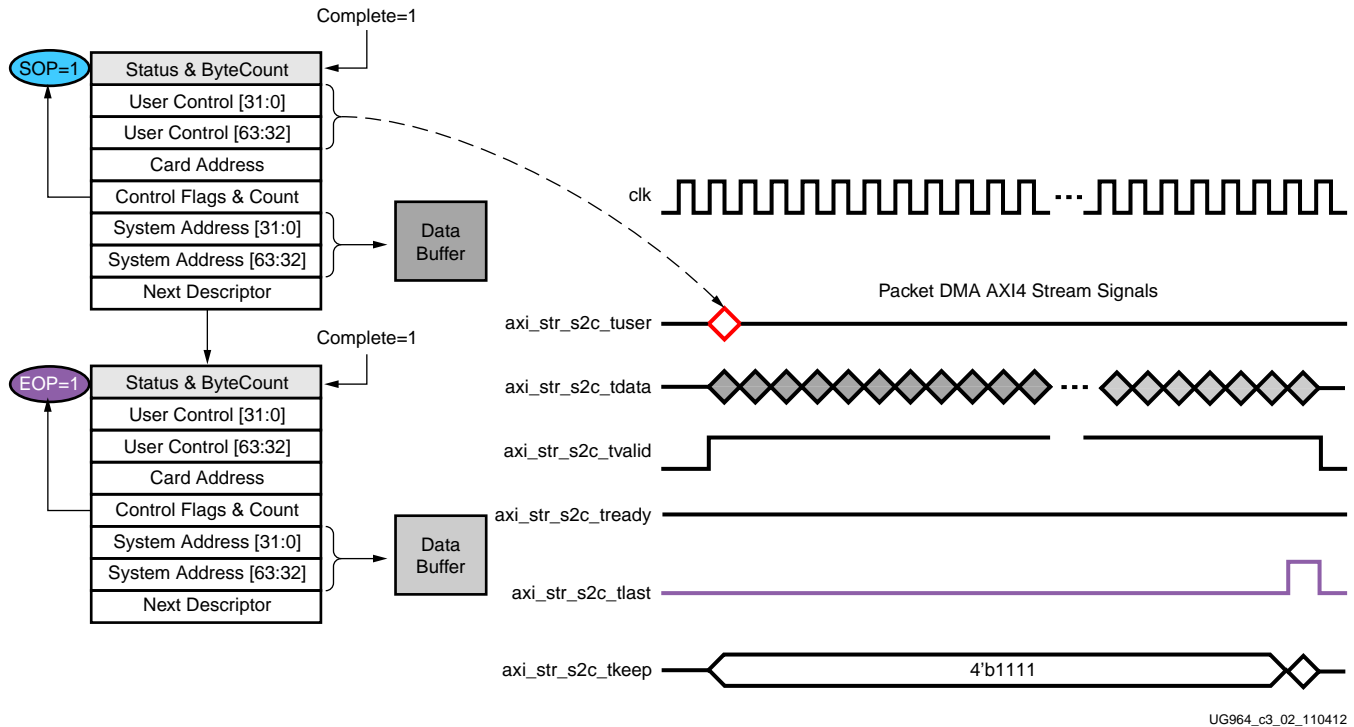 Complete=1
SOP=1
Status & ByteCount
User Control [31:0]
User Control [63:32]
Card Address
Control Flags & Count
System Address [31:0]
System Address [63:32]
Next Descriptor
Data
Buffer
Complete=1
EOP=1
Status & ByteCount
User Control [31:0]
User Control [63:32]
Card Address
Control Flags & Count
System Address [31:0]
System Address [63:32]
Next Descriptor
Data
Buffer
clk
Packet DMA AXI4 Stream Signals
axi_str_s2c_tuser
axi_str_s2c_tdata
axi_str_s2c_tvalid
axi_str_s2c_tready
axi_str_s2c_tlast
axi_str_s2c_tkeep
4'b1111
UG964_c3_02_110412